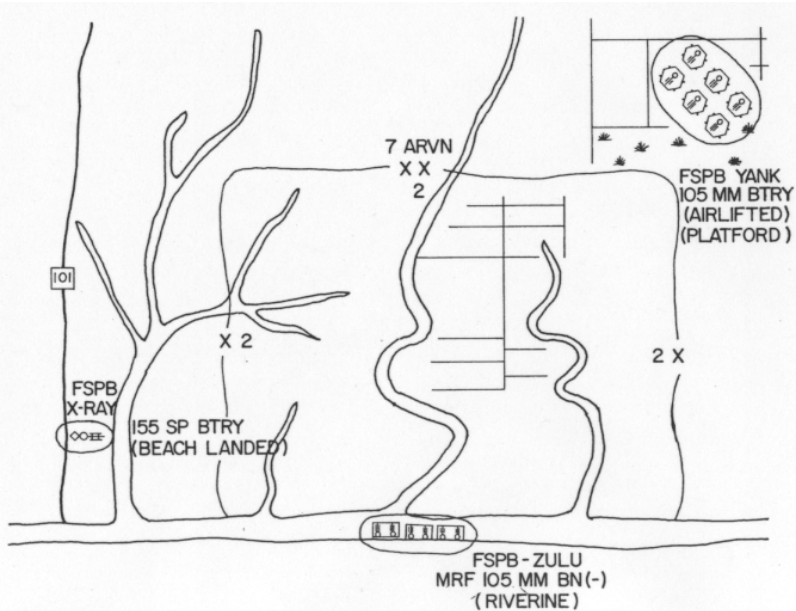 7 ARVN
X X
2
FSPB YANK
105 MM BTRY
(AIRLIFTED)
(PLATFORD)
101
X 2
2 X
FSPB
X-RAY
155 SP BTRY
(BEACH LANDED)
FSPB-ZULU
MRF 105 MM BN(-)
(RIVERINE)